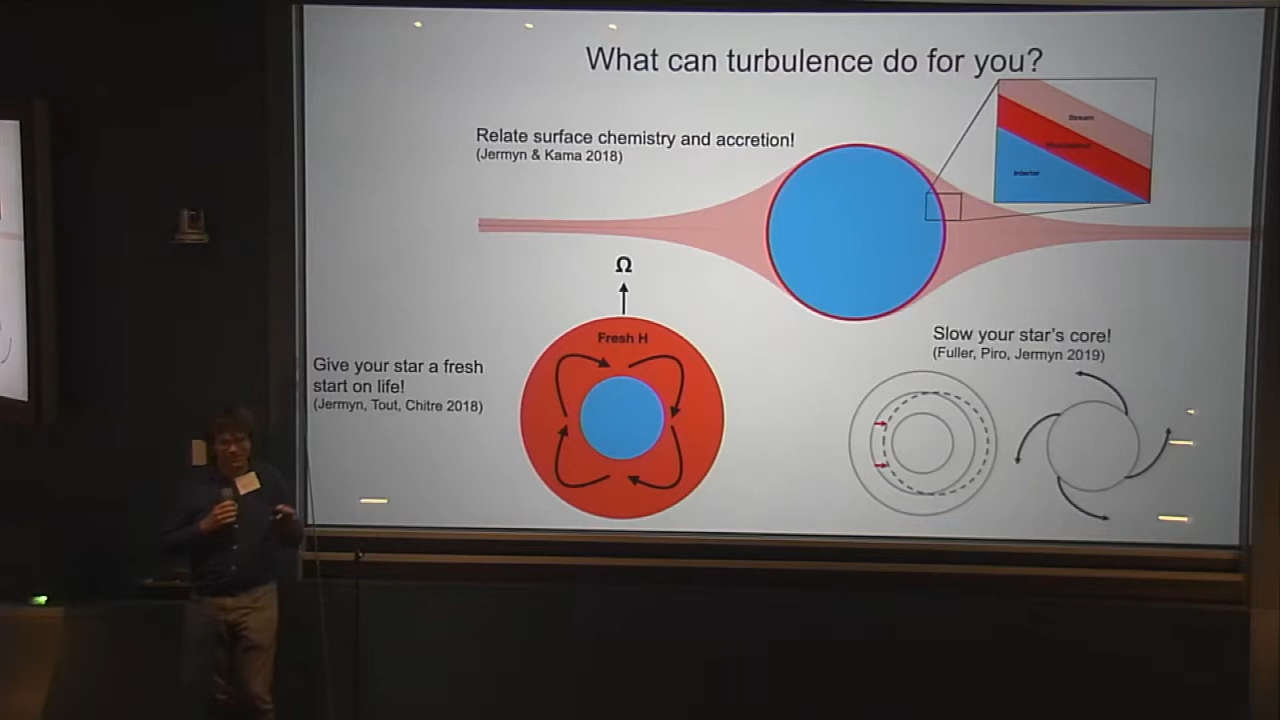 What can turbulence do for you?
Relate surface chemistry and accretion!
(Jermyn & Kama 2018)
Stream
Interior
Ω
Fresh H
Give your star a fresh
start on life!
(Jermyn, Tout, Chitre 2018)
Slow your star's core!
(Fuller, Piro, Jermyn 2019)